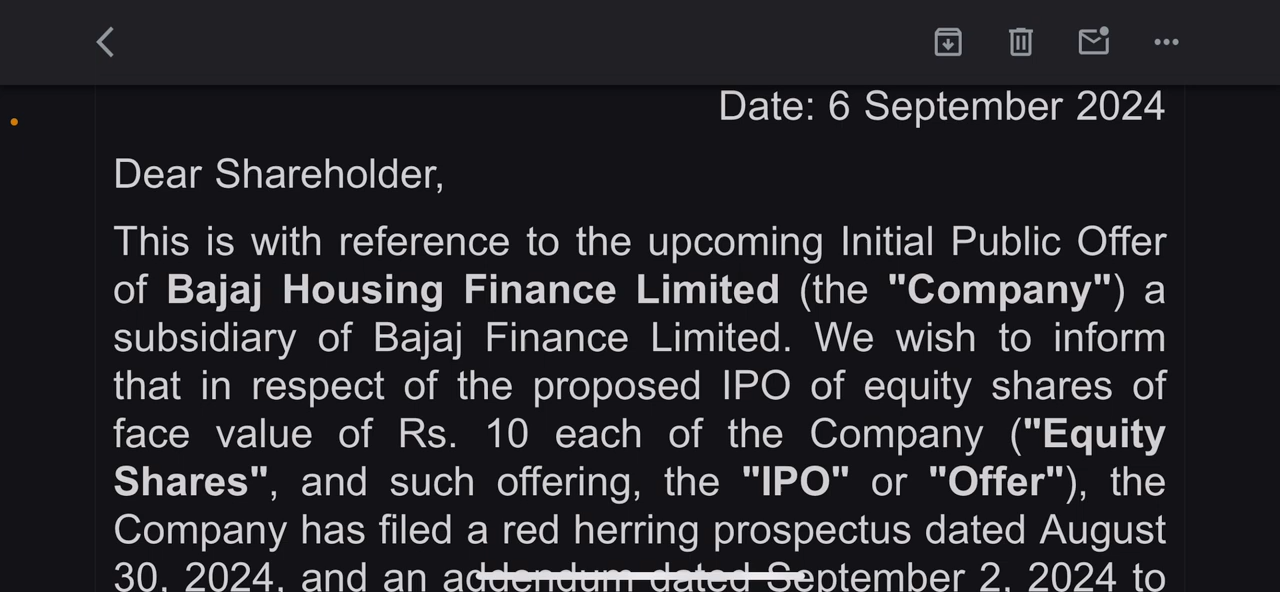 Date: 6 September 2024
Dear Shareholder,
This is with reference to the upcoming Initial Public Offer
of Bajaj Housing Finance Limited (the "Company") a
subsidiary of Bajaj Finance Limited. We wish to inform
that in respect of the proposed IPO of equity shares of
face value of Rs. 10 each of the Company ("Equity
Shares", and such offering, the "IPO" or "Offer"), the
Company has filed a red herring prospectus dated August
30, 2024, and an addendum dated September 2, 2024 to